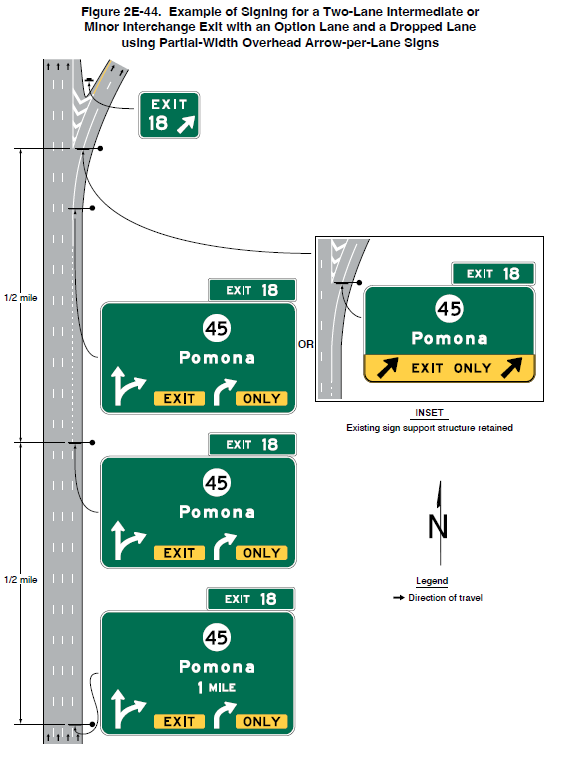 Figure 2E-44. Example of Signing for a Two-Lane Intermediate or
Minor Interchange Exit with an Option Lane and a Dropped Lane
using Partial-Width Overhead Arrow-per-Lane Signs
EXIT
18
1/2 mile
EXIT 18
45
Pomona
EXIT ONLY
OR
EXIT 18
45
Pomona
EXIT ONLY
INSET
Existing sign support structure retained
EXIT 18
45
Pomona
EXIT ONLY
N
1/2 mile
Legend
Direction of travel
EXIT 18
45
Pomona
1 MILE
EXIT ONLY